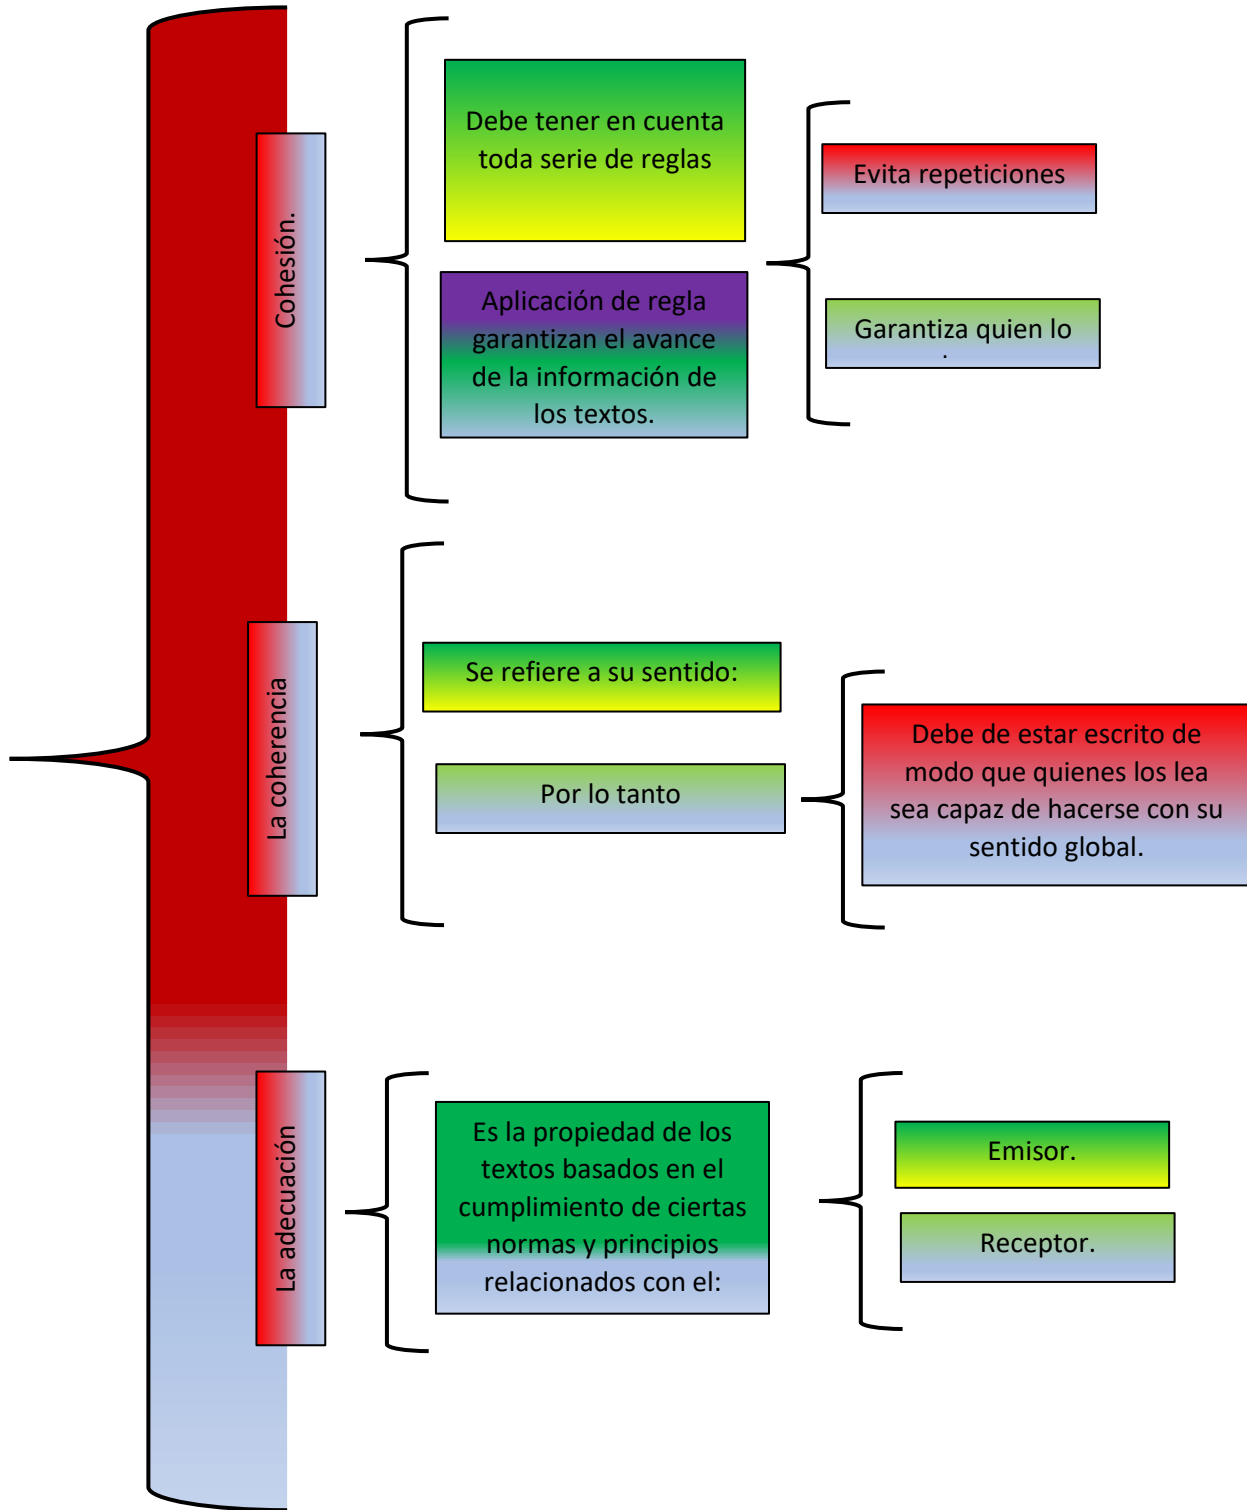 Cohesión.
Debe tener en cuenta
toda serie de reglas
Aplicación de regla
garantizan el avance
de la información de
los textos.
Evita repeticiones
Garantiza quien lo
La coherencia
Se refiere a su sentido:
Por lo tanto
Debe de estar escrito de
modo que quienes los lea
sea capaz de hacerse con su
sentido global.
La adecuación
Es la propiedad de los
textos basados en el
cumplimiento de ciertas
normas y principios
relacionados con el:
Emisor.
Receptor.